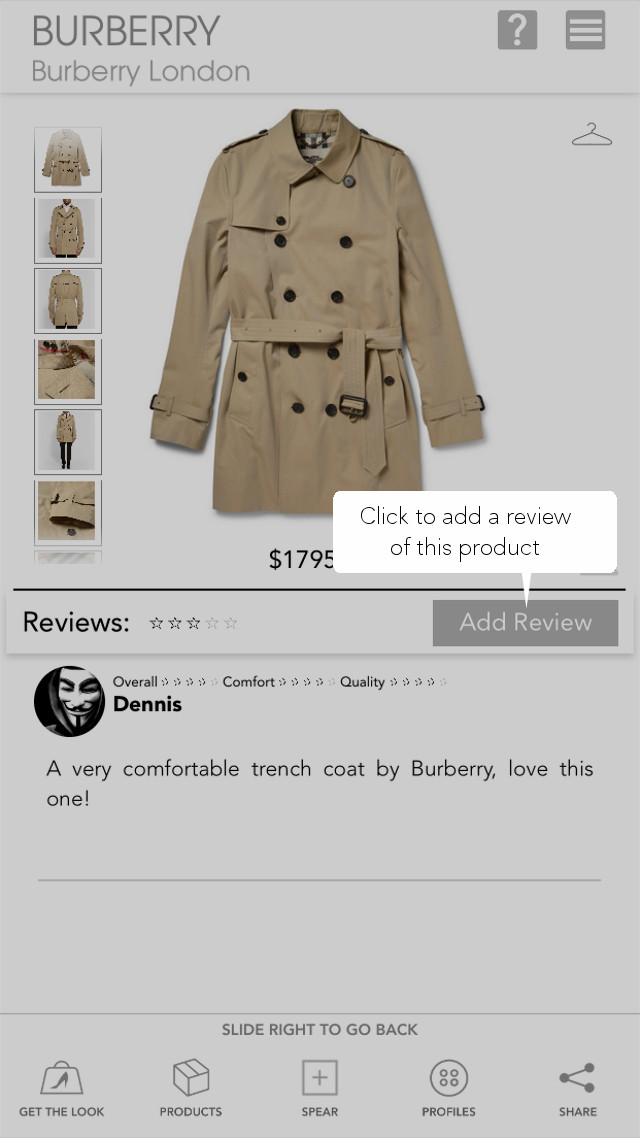 BURBERRY
Burberry London
?
Click to add a review
of this product
$1795
Reviews:
Add Review
Overall Comfort Quality
Dennis
A very comfortable trench coat by Burberry, love this
one!
SLIDE RIGHT TO GO BACK
GET THE LOOK PRODUCTS SPEAR PROFILES SHARE